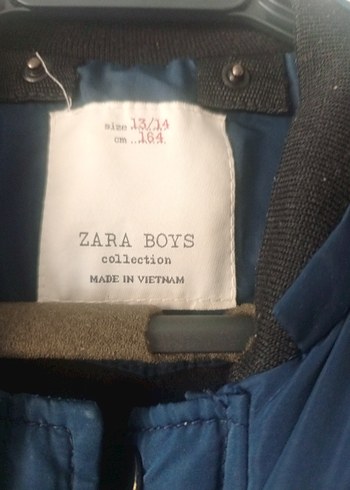 size 13/14
cm 164
ZARA BOYS
collection
MADE IN VIETNAM